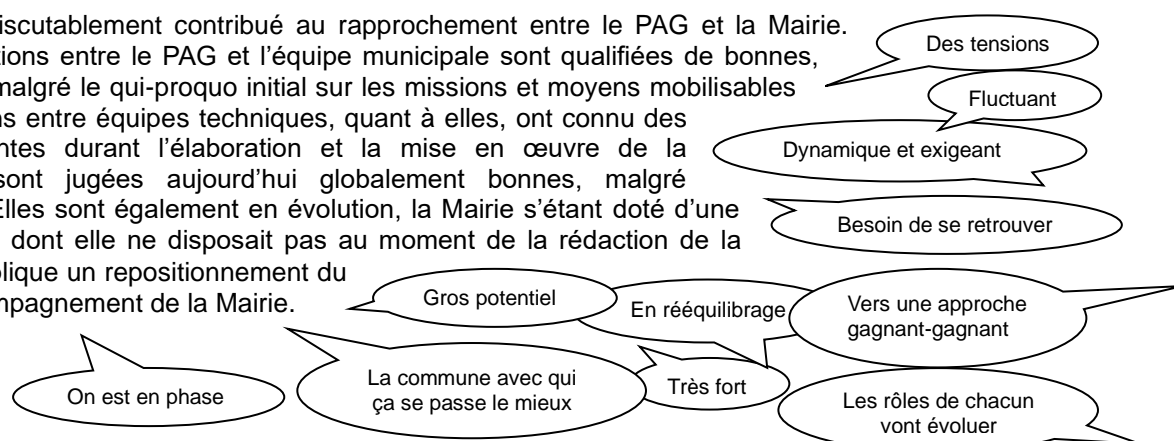 iscutablement contribué au rapprochement entre le PAG et la Mairie.
tions entre le PAG et l'équipe municipale sont qualifiées de bonnes,
malgré le qui-proquo initial sur les missions et moyens mobilisables
ns entre équipes techniques, quant à elles, ont connu des
ntes durant l'élaboration et la mise en œuvre de la
sont jugées aujourd'hui globalement bonnes, malgré
Elles sont également en évolution, la Mairie s'étant doté d'une
dont elle ne disposait pas au moment de la rédaction de la
plique un repositionnement du
mpagnement de la Mairie.
Des tensions
Fluctuant
Dynamique et exigeant
Besoin de se retrouver
Gros potentiel
En rééquilibrage
Vers une approche
gagnant-gagnant
On est en phase
La commune avec qui
ça se passe le mieux
Très fort
Les rôles de chacun
vont évoluer